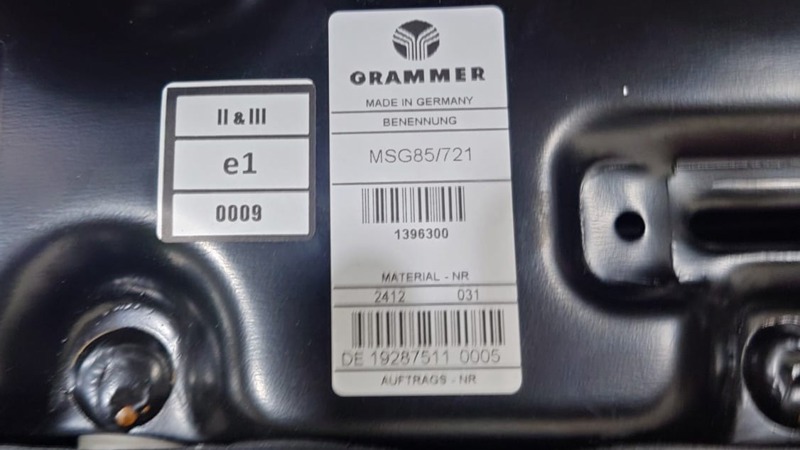 II & III
e1
0009
GRAMMER
MADE IN GERMANY
BENENNUNG
MSG85/721
1396300
MATERIAL - NR
2412 031
DE 19287511 0005
AUFTRAGS - NR